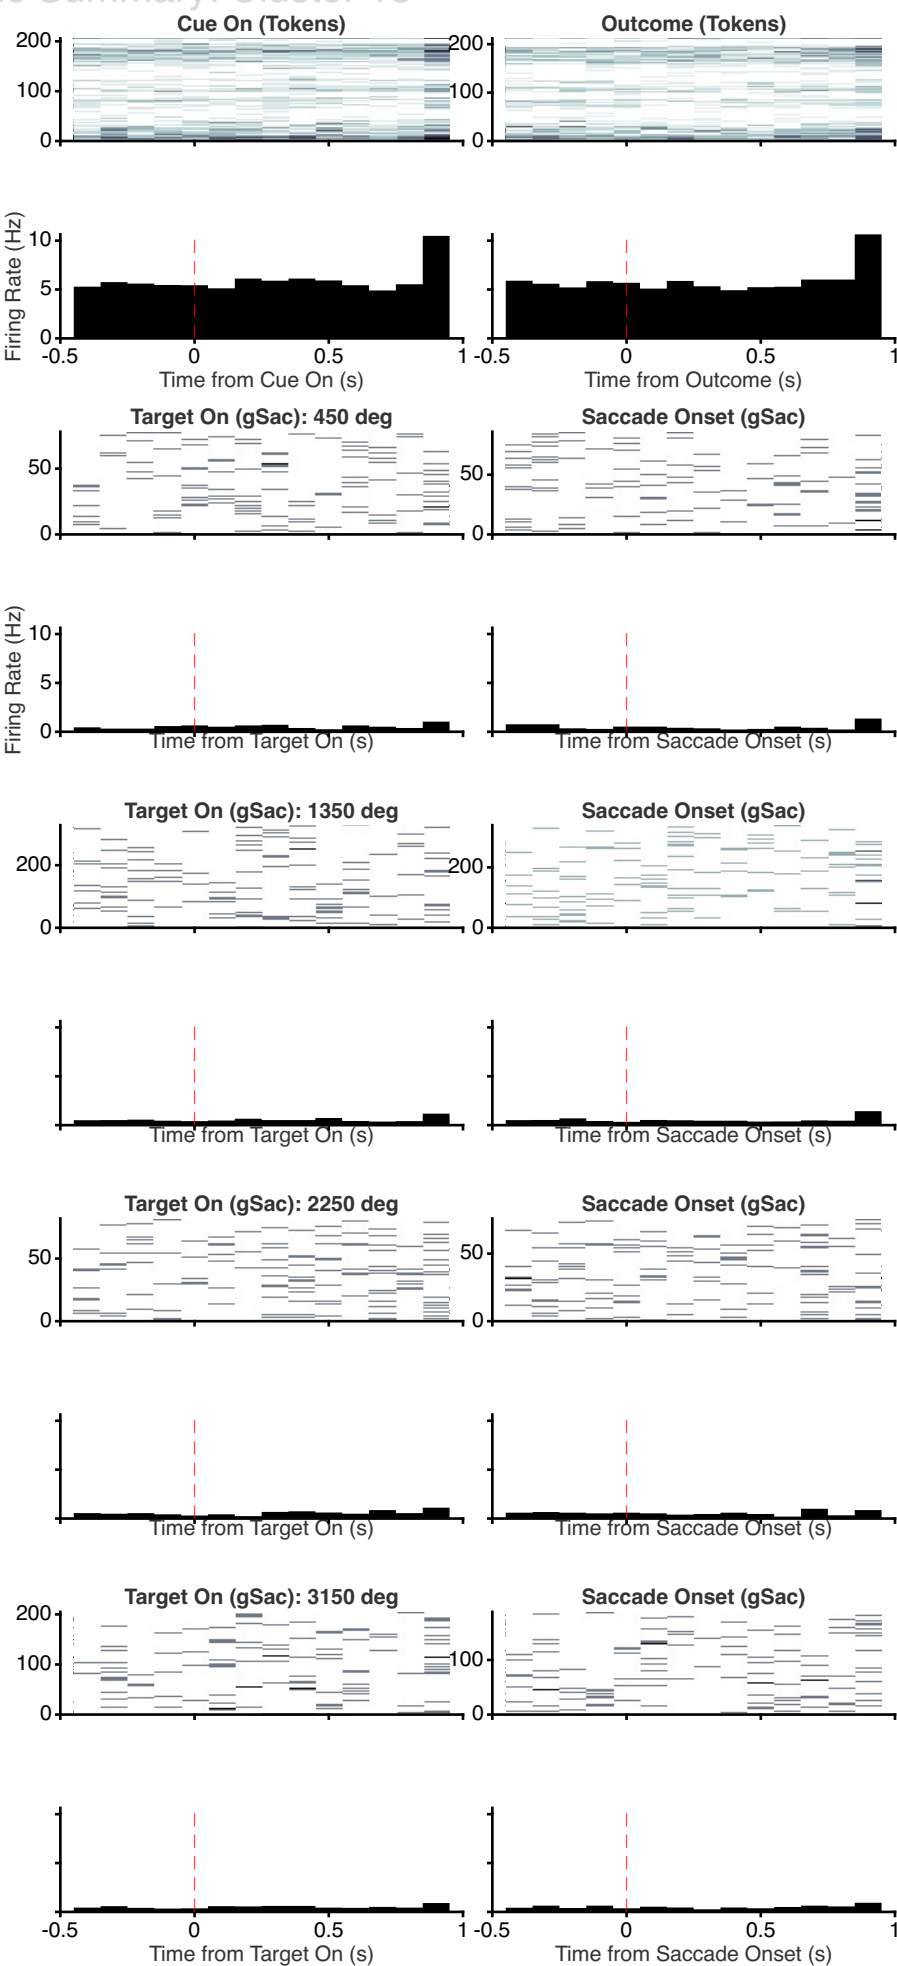 Summary: Cluster
Cue On (Tokens)
Outcome (Tokens)
200
100
0
200
100
0
Firing Rate (Hz)
10
5
0
-0.5
0
0.5
1
-0.5
0
0.5
1
Time from Cue On (s)
Time from Outcome (s)
Target On (gSac): 450 deg
Saccade Onset (gSac)
50
0
50
0
Firing Rate (Hz)
10
5
0
Time from Target On (s)
Time from Saccade Onset (s)
Target On (gSac): 1350 deg
Saccade Onset (gSac)
200
0
200
0
Time from Target On (s)
Time from Saccade Onset (s)
Target On (gSac): 2250 deg
Saccade Onset (gSac)
50
0
50
0
Time from Target On (s)
Time from Saccade Onset (s)
Target On (gSac): 3150 deg
Saccade Onset (gSac)
200
100
0
100
0
-0.5
0
0.5
1
-0.5
0
0.5
1
Time from Target On (s)
Time from Saccade Onset (s)